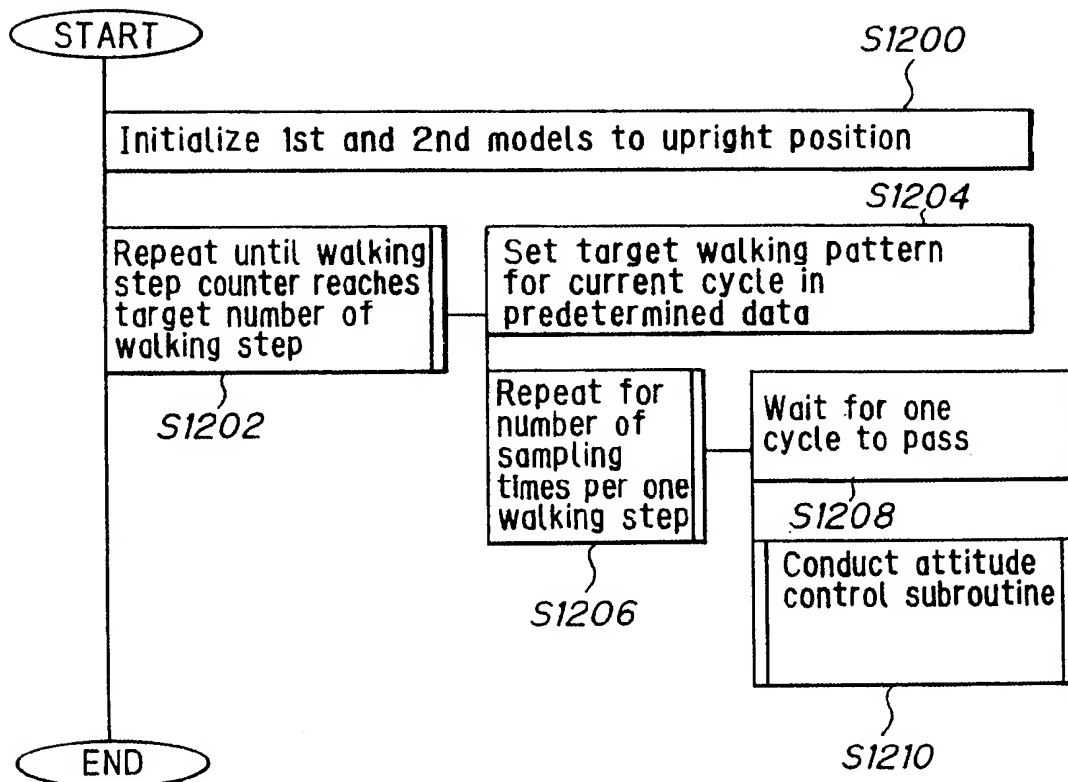 START
S1200
Initialize 1st and 2nd models to upright position
S1204
Repeat until walking
step counter reaches
target number of
walking step
Set target walking pattern
for current cycle in
predetermined data
S1202
Repeat for
number of
sampling
times per one
walking step
Wait for one
cycle to pass
S1208
S1206
Conduct attitude
control subroutine
S1210
END